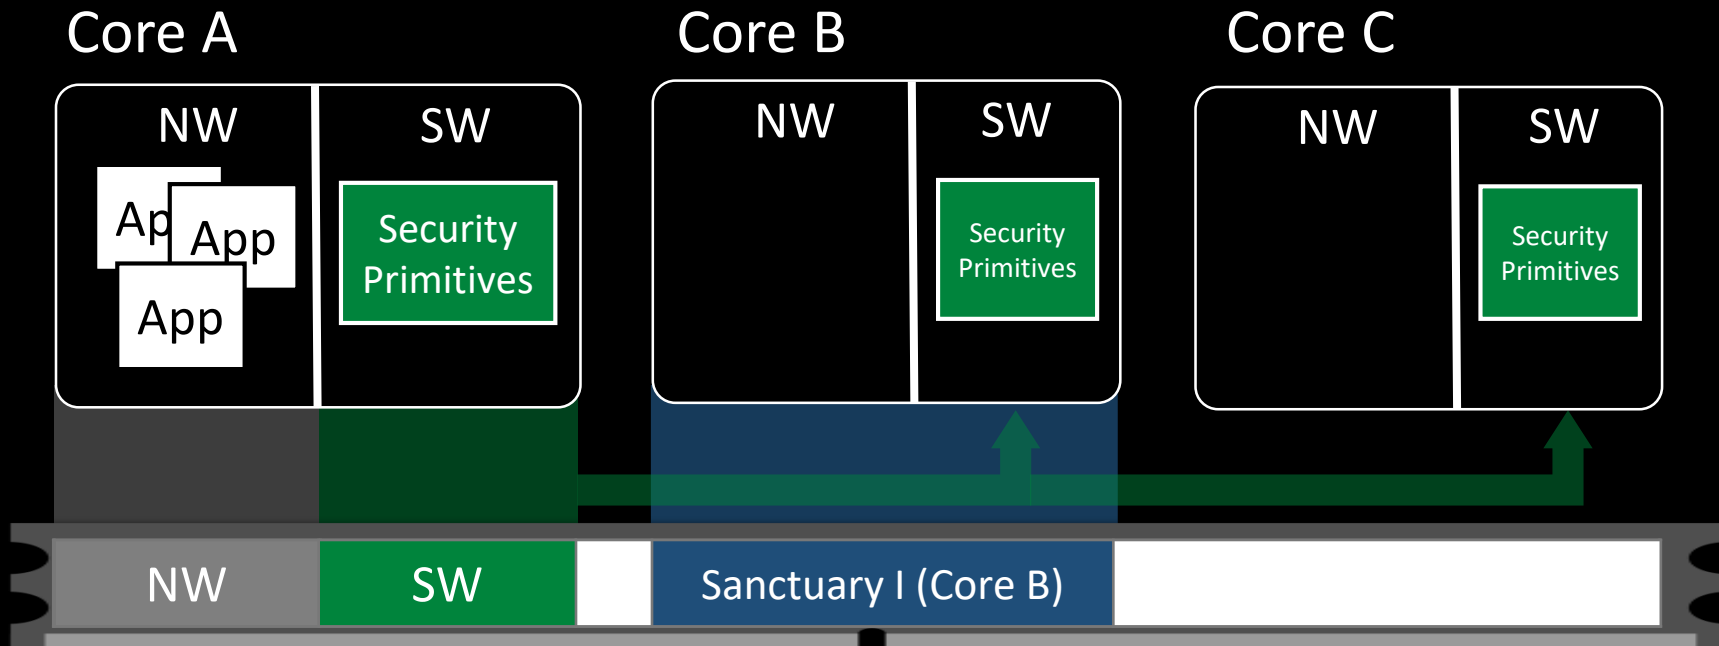 Core A
Core B
Core C
NW
SW
NW
SW
NW
SW
Ap
App
App
Security
Primitives
Security
Primitives
Security
Primitives
NW
SW
Sanctuary I (Core B)